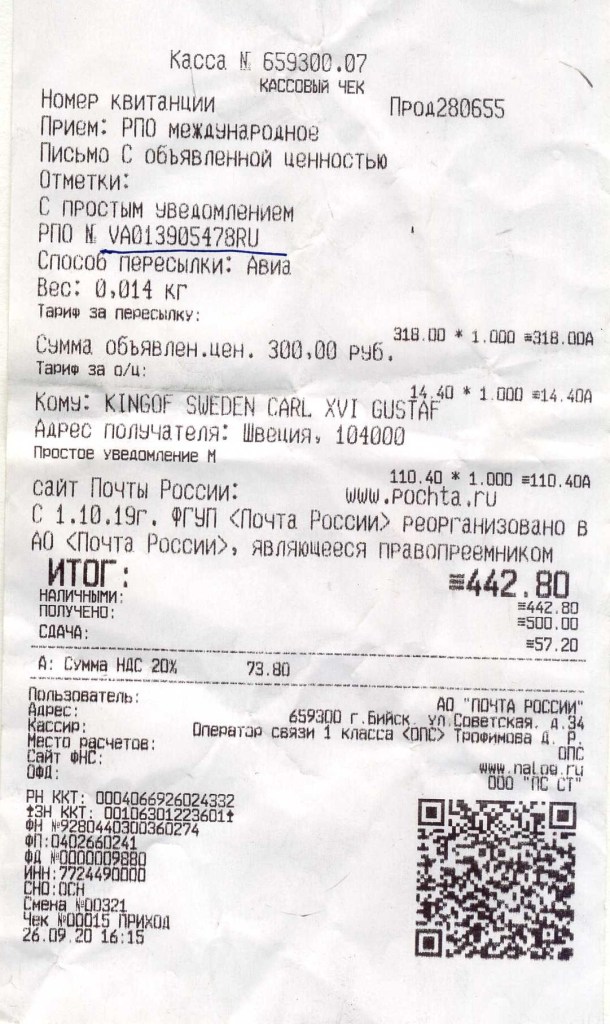 Касса № 659300.07
КАССОВЫЙ ЧЕК
Номер квитанции Прод280655
Прием: РПО международное
Письмо С объявленной ценностью
Отметки:
С простым уведомлением
РПО № VA013905478RU
Способ пересылки: Авиа
Вес: 0,014 кг
Тариф за пересылку:
318.00 * 1.000 ≡318.00А
Сумма объявлен.цен. 300,00 руб.
Тариф за о/ц:
14.40 * 1.000 ≡14.40А
Кому: KINGOF SWEDEN CARL XVI GUSTAF
Адрес получателя: Швеция, 104000
Простое уведомление М
110.40 * 1.000 ≡110.40А
сайт Почты России: www.pochta.ru
С 1.10.19г. ФГУП <Почта России> реорганизовано в
АО <Почта России>, являющееся правопреемником
ИТОГ: ≡442.80
НАЛИЧНЫМИ: ≡442.80
ПОЛУЧЕНО: ≡500.00
СДАЧА: ≡57.20
А: Сумма НДС 20% 73.80
Пользователь: АО "ПОЧТА РОССИИ"
Адрес: 659300 г.Бийск, ул.Советская, д.34
Кассир: Оператор связи 1 класса <ОПС> Трофимова Д. Р.
Место расчетов: ОПС
Сайт ФНС: www.nalog.ru
ОФД: ООО "ПС СТ"
РН ККТ: 0004066926024332
ЗН ККТ: 00106301223601
ФН №9280440300360274
ФП:0402660241
ФД №0000009880
ИНН:7724490000
СНО:ОСН
Смена №00321
Чек №00015 ПРИХОД
26.09.20 16:15